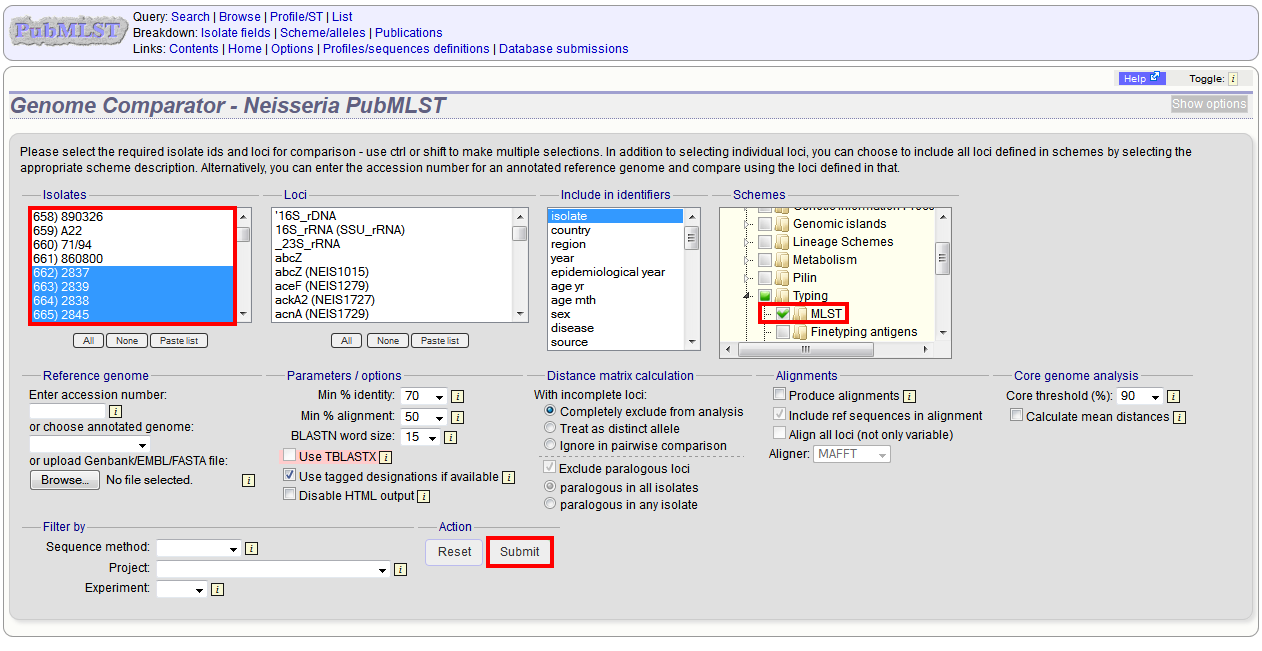 PubMLST
Query: Search | Browse | Profile/ST | List
Breakdown: Isolate fields | Scheme/alleles | Publications
Links: Contents | Home | Options | Profiles/sequences definitions | Database submissions
Help Toggle: i
Genome Comparator - Neisseria PubMLST
Show options
Please select the required isolate ids and loci for comparison - use ctrl or shift to make multiple selections. In addition to selecting individual loci, you can choose to include all loci defined in schemes by selecting the
appropriate scheme description. Alternatively, you can enter the accession number for an annotated reference genome and compare using the loci defined in that.
Isolates
658) 890326
659) A22
660) 71/94
661) 860800
662) 2837
663) 2839
664) 2838
665) 2845
All None Paste list
Loci
'16S_rDNA
16S_rRNA (SSU_rRNA)
_23S_rRNA
abcZ
abcZ (NEIS1015)
aceF (NEIS1279)
ackA2 (NEIS1727)
acnA (NEIS1729)
All None Paste list
Include in identifiers
isolate
country
region
year
epidemiological year
age yr
age mth
sex
disease
source
Schemes
Genetic Information Proce
Genomic islands
Lineage Schemes
Metabolism
Pilin
Typing
MLST
Finetyping antigens
Reference genome
Enter accession number:
i
or choose annotated genome:
or upload Genbank/EMBL/FASTA file:
Browse... No file selected. i
Parameters / options
Min % identity: 70 i
Min % alignment: 50 i
BLASTN word size: 15 i
Use TBLASTX i
Use tagged designations if available i
Disable HTML output i
Distance matrix calculation
With incomplete loci:
Completely exclude from analysis
Treat as distinct allele
Ignore in pairwise comparison
Exclude paralogous loci
paralogous in all isolates
paralogous in any isolate
Alignments
Produce alignments i
Include ref sequences in alignment
Align all loci (not only variable)
Aligner: MAFFT
Core genome analysis
Core threshold (%): 90 i
Calculate mean distances i
Filter by
Sequence method: i
Project: i
Experiment: i
Action
Reset Submit